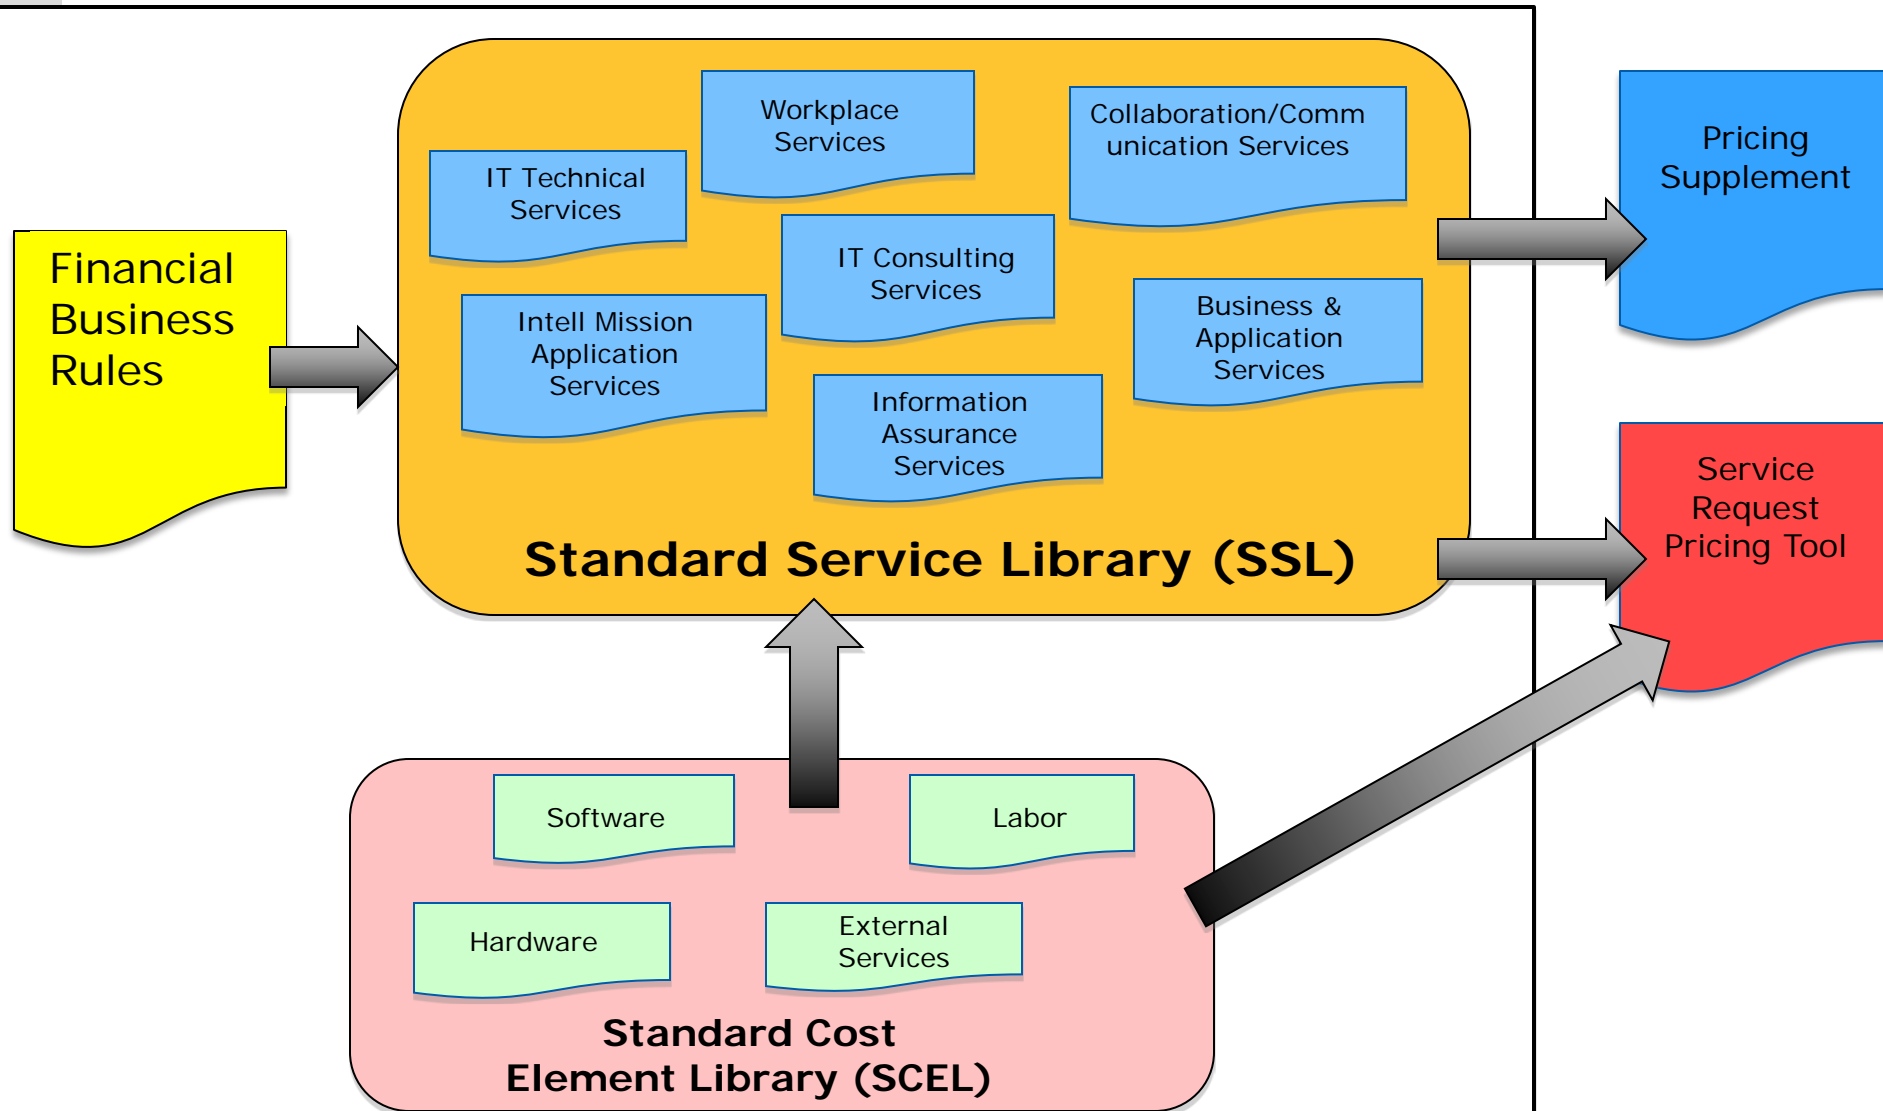 Financial
Business
Rules
Workplace
Services
Collaboration/Comm
unication Services
IT Technical
Services
IT Consulting
Services
Intell Mission
Application
Services
Business &
Application
Services
Information
Assurance
Services
Standard Service Library (SSL)
Pricing
Supplement
Service
Request
Pricing Tool
Software
Labor
Hardware
External
Services
Standard Cost
Element Library (SCEL)